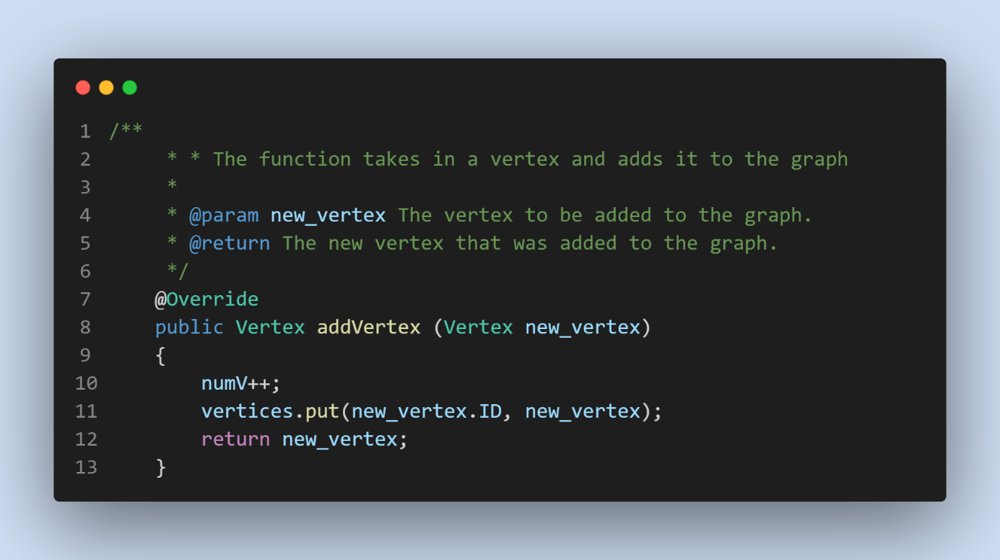 1 /**
2      * * The function takes in a vertex and adds it to the graph
3      *
4      * @param new_vertex The vertex to be added to the graph.
5      * @return The new vertex that was added to the graph.
6      */
7     @Override
8     public Vertex addVertex (Vertex new_vertex)
9     {
10         numV++;
11         vertices.put(new_vertex.ID, new_vertex);
12         return new_vertex;
13     }